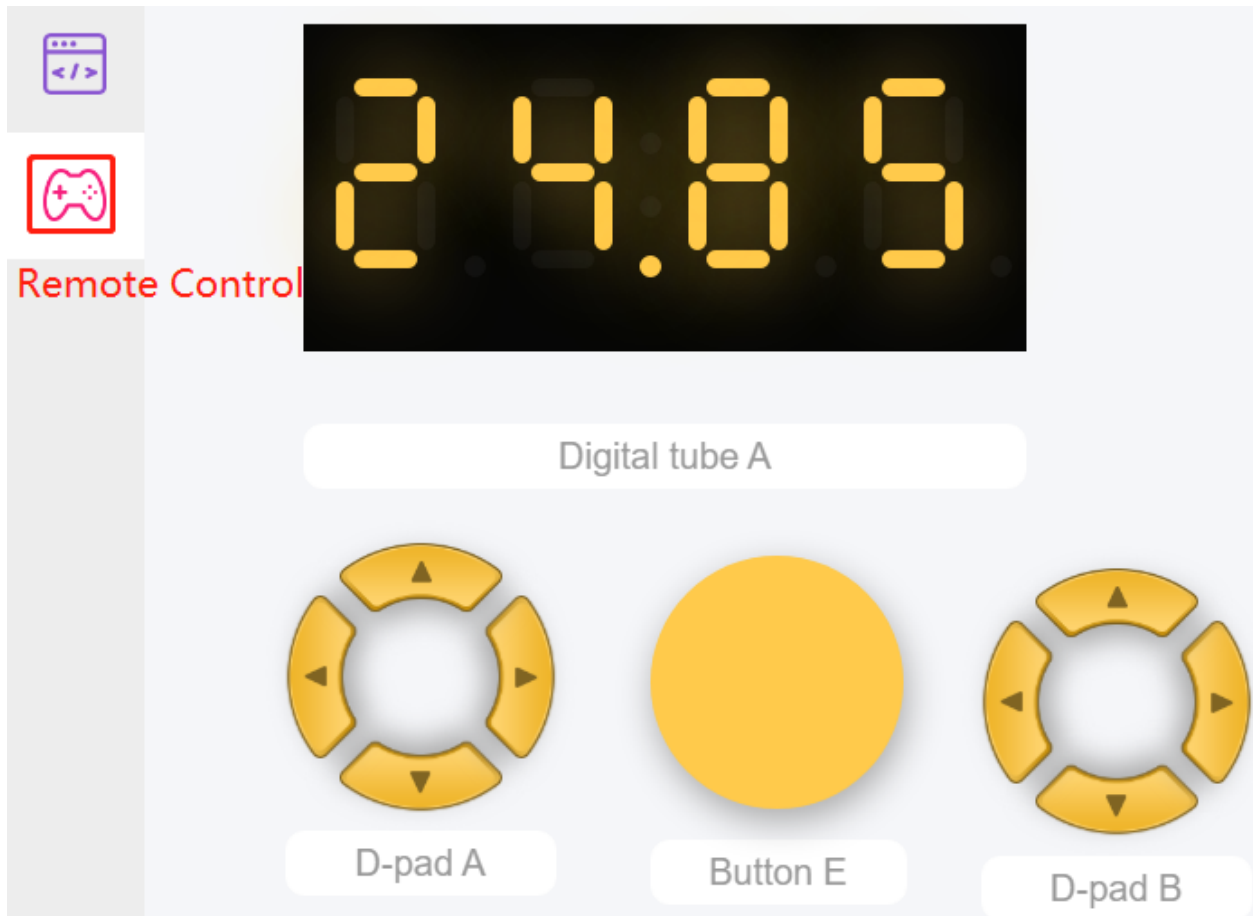 24.85
Remote Control
Digital tube A
D-pad A
Button E
D-pad B